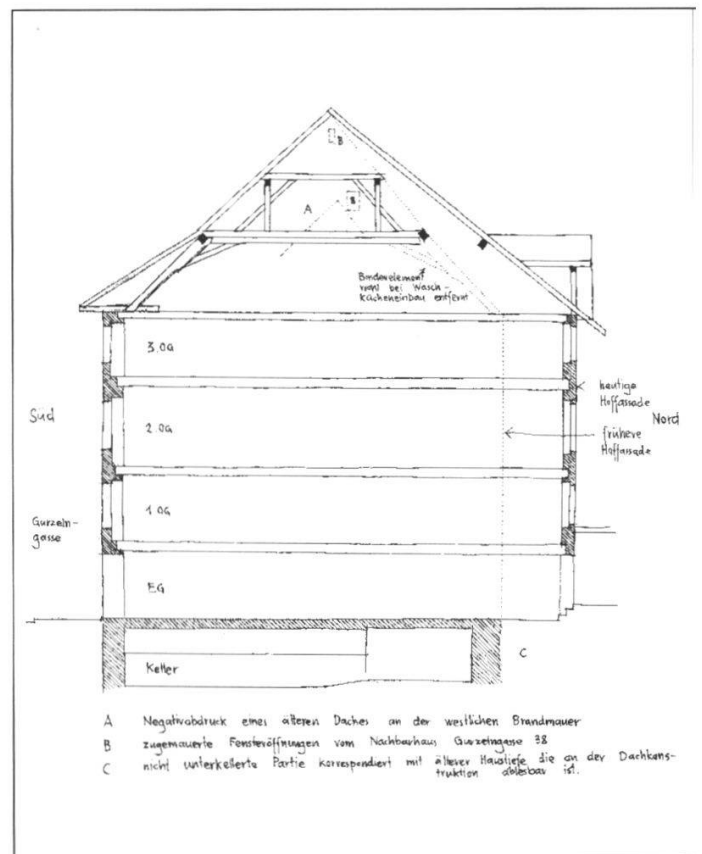 B
A
B
Binderelement
wohl bei Wasch-
kücheneinbau entfernt
3.OG
heutige
Hoffassade
Süd
2.OG
Nord
frühere
Hoffassade
Gurzeln-
gasse
1 OG
EG
Keller
C
A Negativabdruck eines älteren Daches an der westlichen Brandmauer
B zugemauerte Fensteröffnungen vom Nachbarhaus Gurzelngasse 38
C nicht unterkellerte Partie korrespondiert mit älterer Haustiefe die an der Dachkons-
truktion ablesbar ist.